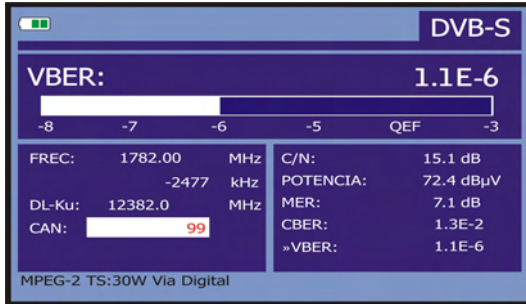 DVB-S
VBER: 1.1E-6
-8 -7 -6 -5 QEF -3
FREC: 1782.00 MHz
-2477 kHz
DL-Ku: 12382.0 MHz
CAN: 99
C/N: 15.1 dB
POTENCIA: 72.4 dBµV
MER: 7.1 dB
CBER: 1.3E-2
»VBER: 1.1E-6
MPEG-2 TS:30W Via Digital